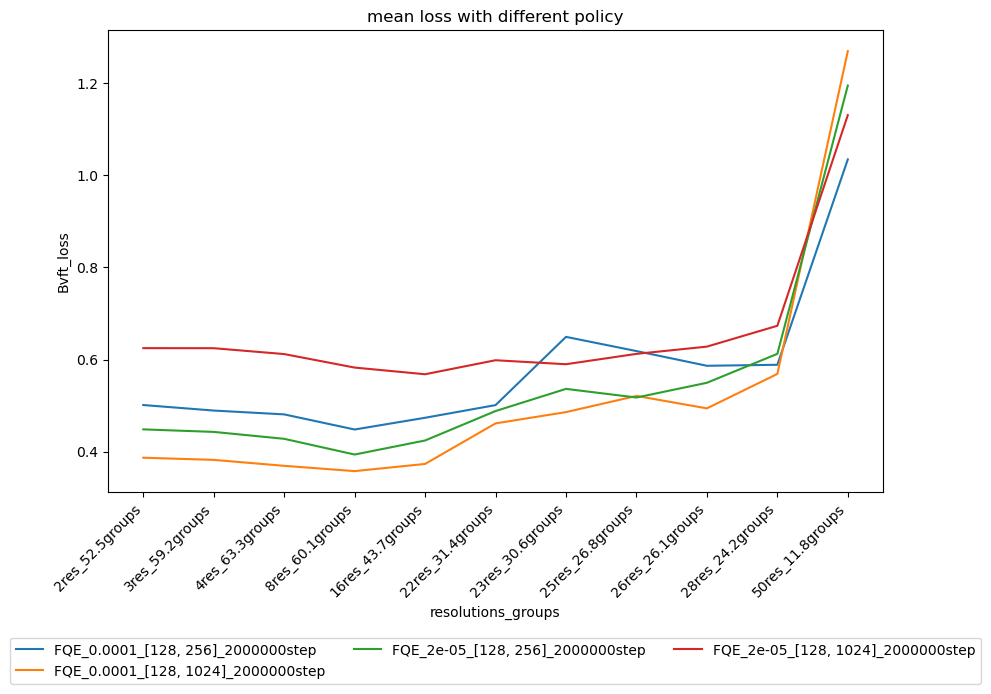 mean loss with different policy
1.2
1.0
0.8
0.6
0.4
Bvft_loss
2res_52.5groups
3res_59.2groups
4res_63.3groups
8res_60.1groups
16res_43.7groups
22res_31.4groups
23res_30.6groups
25res_26.8groups
26res_26.1groups
28res_24.2groups
50res_11.8groups
resolutions_groups
FQE_0.0001_[128, 256]_2000000step
FQE_0.0001_[128, 1024]_2000000step
FQE_2e-05_[128, 256]_2000000step
FQE_2e-05_[128, 1024]_2000000step